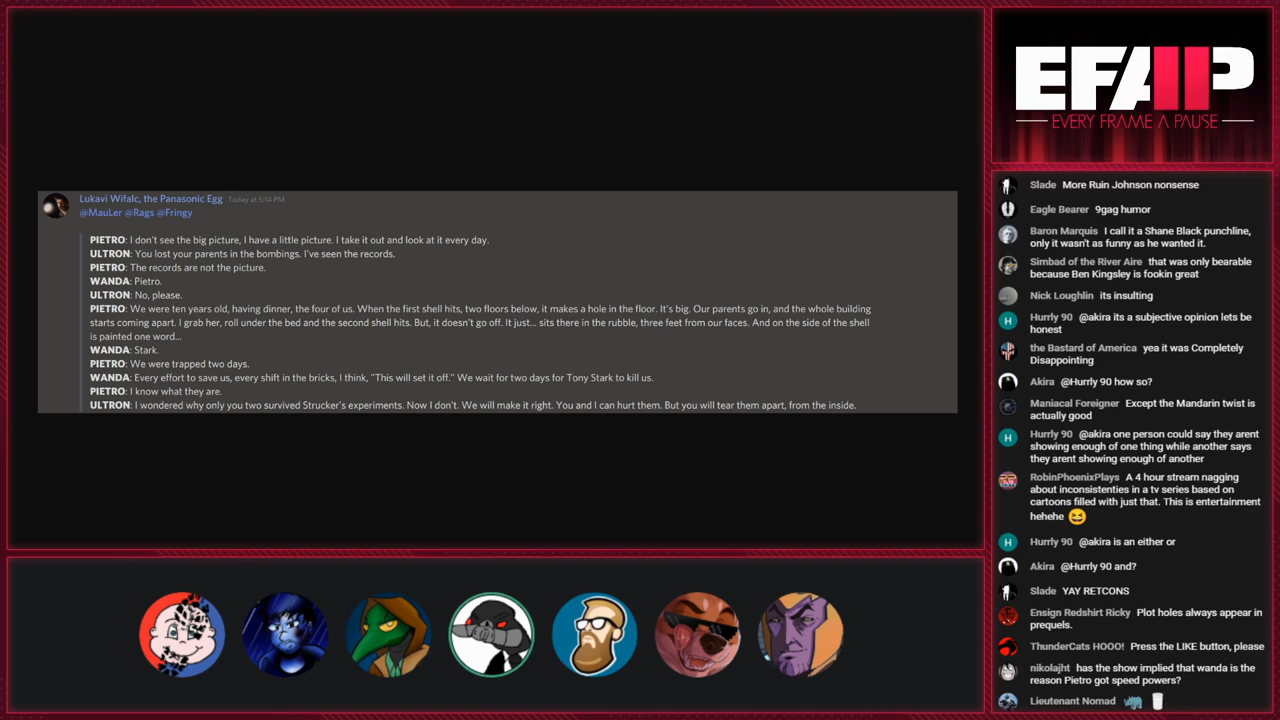 Lukavi Wifalc, the Panasonic Egg Today at 5:14 PM
@MauLer @Rags @Fringy
PIETRO: I don't see the big picture, I have a little picture. I take it out and look at it every day.
ULTRON: You lost your parents in the bombings. I've seen the records.
PIETRO: The records are not the picture.
WANDA: Pietro.
ULTRON: No, please.
PIETRO: We were ten years old, having dinner, the four of us. When the first shell hits, two floors below, it makes a hole in the floor. It's big. Our parents go in, and the whole building
starts coming apart. I grab her, roll under the bed and the second shell hits. But, it doesn't go off. It just... sits there in the rubble, three feet from our faces. And on the side of the shell
is painted one word...
WANDA: Stark.
PIETRO: We were trapped two days.
WANDA: Every effort to save us, every shift in the bricks, I think, "This will set it off." We wait for two days for Tony Stark to kill us.
PIETRO: I know what they are.
ULTRON: I wondered why only you two survived Strucker's experiments. Now I don't. We will make it right. You and I can hurt them. But you will tear them apart, from the inside.
EFAP
EVERY FRAME A PAUSE
Slade More Ruin Johnson nonsense
Eagle Bearer 9gag humor
Baron Marquis I call it a Shane Black punchline,
only it wasn't as funny as he wanted it.
Simbad of the River Aire that was only bearable
because Ben Kingsley is fookin great
Nick Loughlin its insulting
H Hurrly 90 @akira its a subjective opinion lets be
honest
the Bastard of America yea it was Completely
Disappointing
Akira @Hurrly 90 how so?
Maniacal Foreigner Except the Mandarin twist is
actually good
H Hurrly 90 @akira one person could say they arent
showing enough of one thing while another says
they arent showing enough of another
RobinPhoenixPlays A 4 hour stream nagging
about inconsistenties in a tv series based on
cartoons filled with just that. This is entertainment
hehehe 😆
H Hurrly 90 @akira is an either or
Akira @Hurrly 90 and?
Slade YAY RETCONS
Ensign Redshirt Ricky Plot holes always appear in
prequels.
ThunderCats HOOO! Press the LIKE button, please
nikolajht has the show implied that wanda is the
reason Pietro got speed powers?
Lieutenant Nomad 🦏 🥛